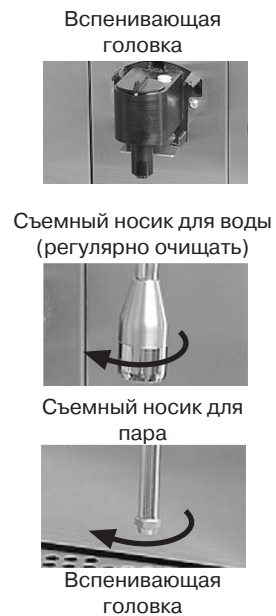 Вспенивающая
головка
Съемный носик для воды
(регулярно очищать)
Съемный носик для
пара
Вспенивающая
головка